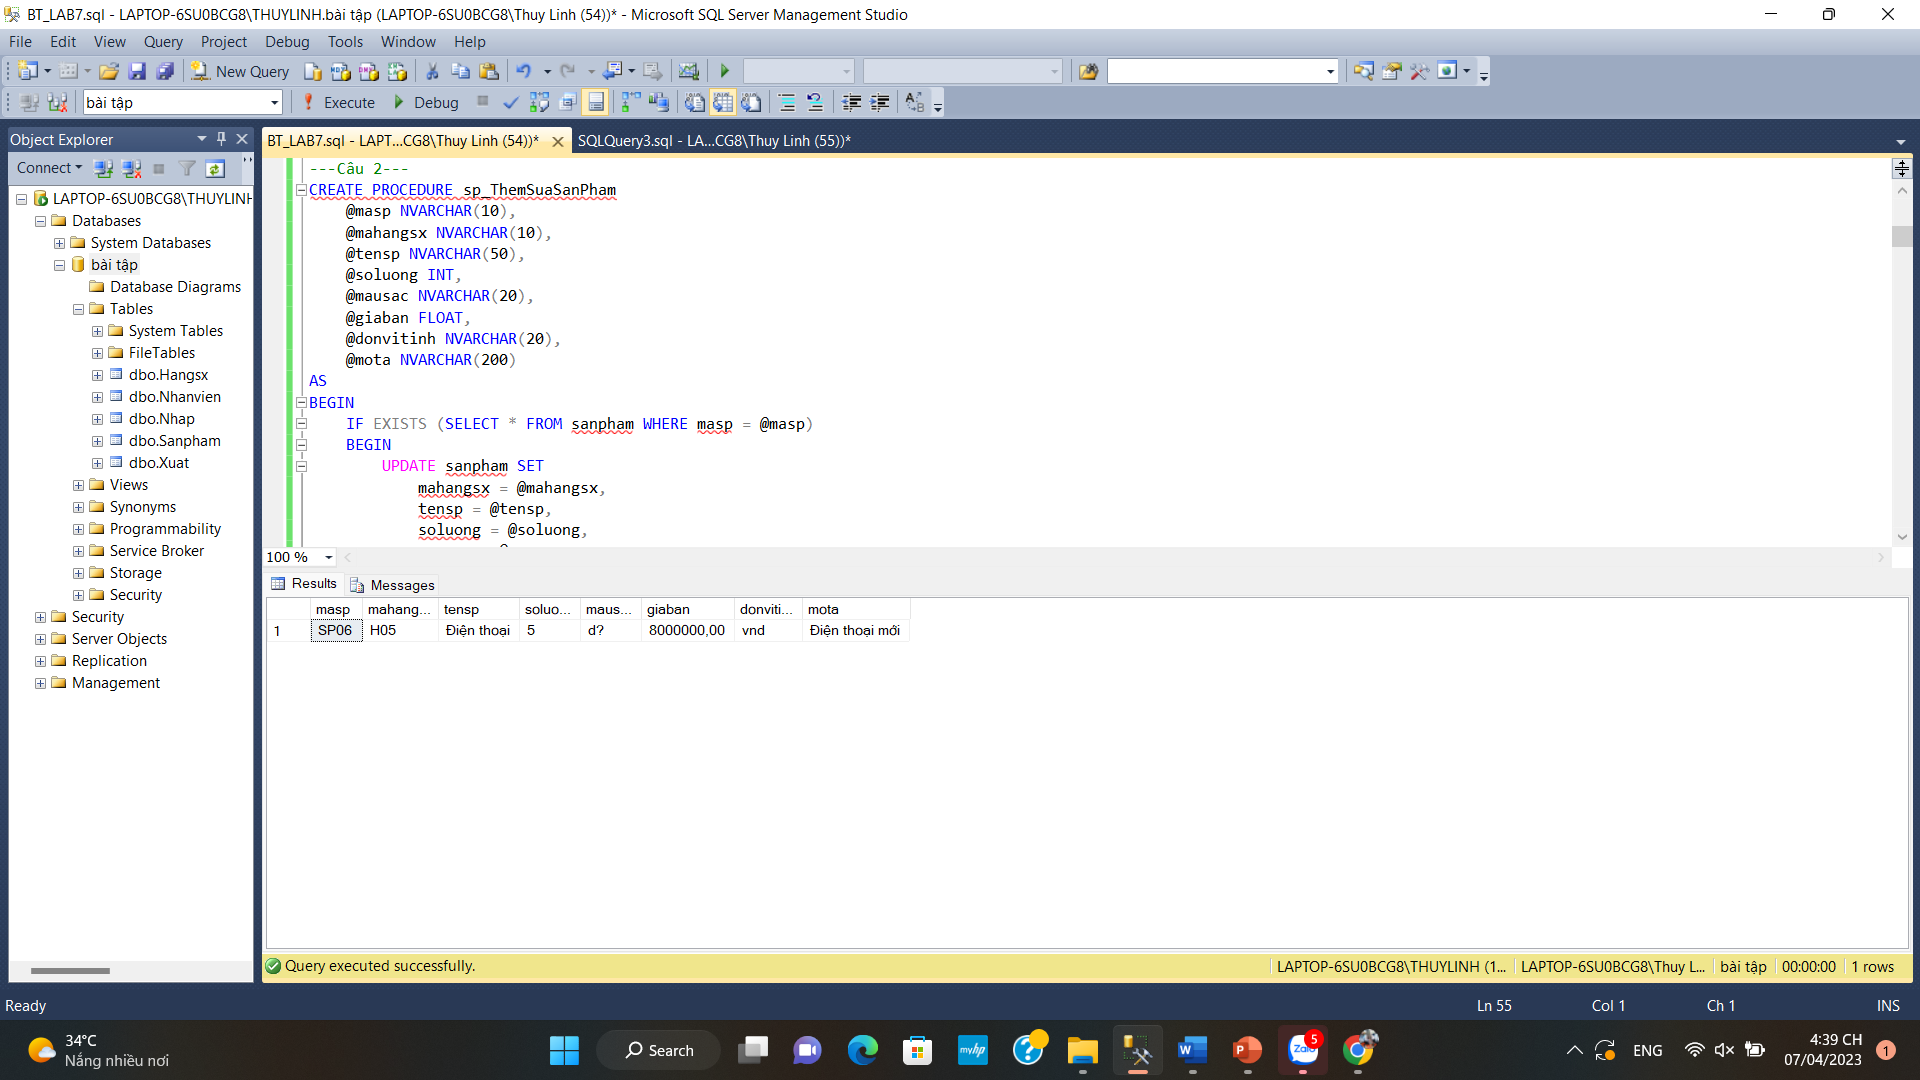 BT_LAB7.sql - LAPTOP-6SU0BCG8\THUYLINH.bài tập (LAPTOP-6SU0BCG8\Thuy Linh (54))* - Microsoft SQL Server Management Studio
File Edit View Query Project Debug Tools Window Help
New Query
bài tập Execute Debug
Object Explorer
Connect
LAPTOP-6SU0BCG8\THUYLINH
Databases
System Databases
bài tập
Database Diagrams
Tables
System Tables
FileTables
dbo.Hangsx
dbo.Nhanvien
dbo.Nhap
dbo.Sanpham
dbo.Xuat
Views
Synonyms
Programmability
Service Broker
Storage
Security
Security
Server Objects
Replication
Management
BT_LAB7.sql - LAPT...CG8\Thuy Linh (54))* SQLQuery3.sql - LA...CG8\Thuy Linh (55))*
---Câu 2---
CREATE PROCEDURE sp_ThemSuaSanPham
@masp NVARCHAR(10),
@mahangsx NVARCHAR(10),
@tensp NVARCHAR(50),
@soluong INT,
@mausac NVARCHAR(20),
@giaban FLOAT,
@donvitinh NVARCHAR(20),
@mota NVARCHAR(200)
AS
BEGIN
IF EXISTS (SELECT * FROM sanpham WHERE masp = @masp)
BEGIN
UPDATE sanpham SET
mahangsx = @mahangsx,
tensp = @tensp,
soluong = @soluong,
100 %
Results Messages
masp mahang... tensp soluo... maus... giaban donviti... mota
1 SP06 H05 Điện thoại 5 d? 8000000,00 vnd Điện thoại mới
Query executed successfully. LAPTOP-6SU0BCG8\THUYLINH (1... LAPTOP-6SU0BCG8\Thuy L... bài tập 00:00:00 1 rows
Ready Ln 55 Col 1 Ch 1 INS
34°C
Nắng nhiều nơi
Search
myhp
Zalo
5
ENG
4:39 CH
07/04/2023
1